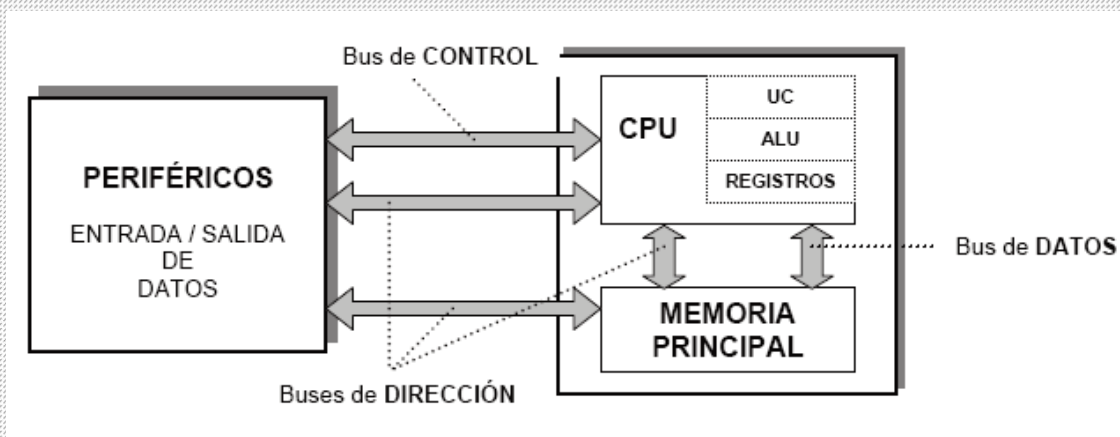 Bus de CONTROL
PERIFÉRICOS
ENTRADA / SALIDA
DE
DATOS
CPU
UC
ALU
REGISTROS
Bus de DATOS
MEMORIA
PRINCIPAL
Buses de DIRECCIÓN